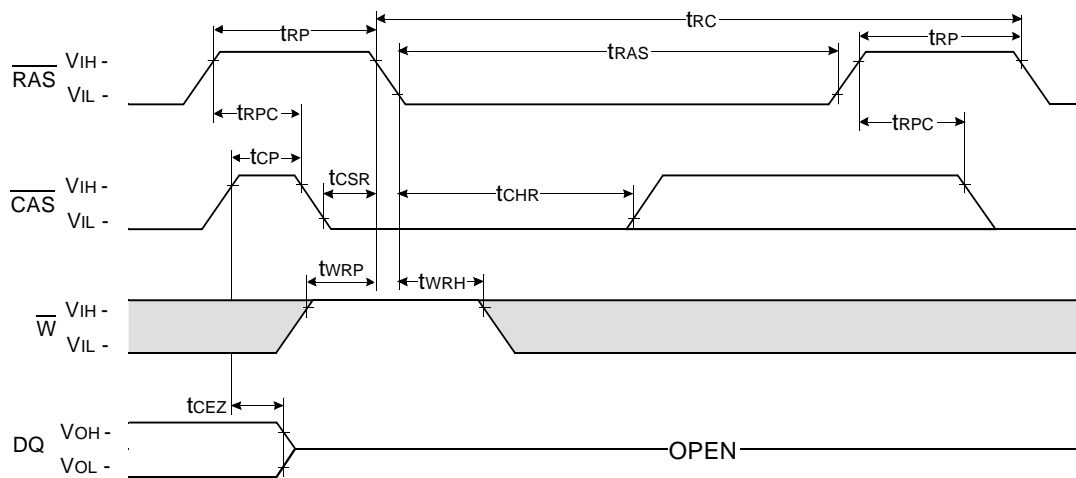 tRP
tRC
tRAS
tRP
RAS
VIH -
VIL -
tRPC
tRPC
tCP
tCSR
tCHR
CAS
VIH -
VIL -
tWRP
tWRH
W
VIH -
VIL -
tCEZ
DQ
VOH -
VOL -
OPEN